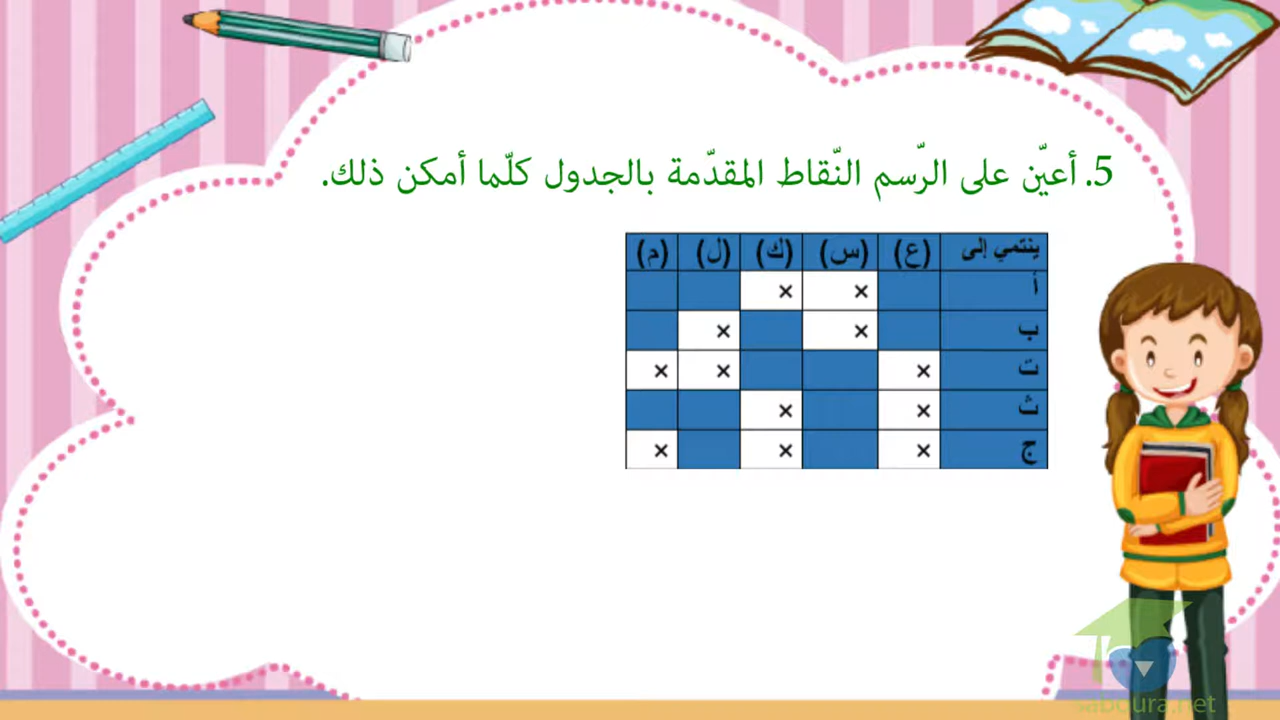 5. أعيّن على الرّسم النّقاط المقدّمة بالجدول كلّما أمكن ذلك.
ينتمي إلى (ع) (س) (ك) (ل) (م)
أ × ×
ب × ×
ت × × ×
ث × ×
ج × × ×